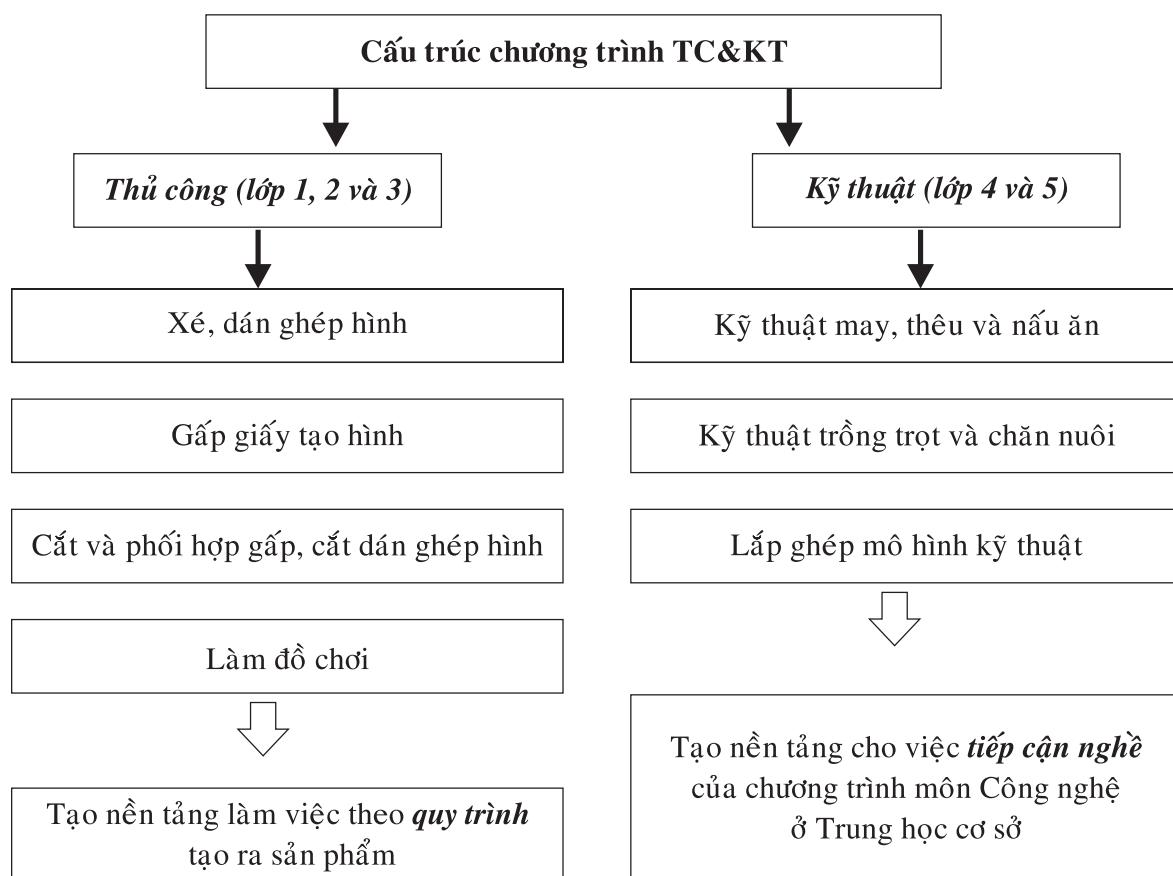 Cấu trúc chương trình TC&KT
Thủ công (lớp 1, 2 và 3)
Xé, dán ghép hình
Gấp giấy tạo hình
Cắt và phối hợp gấp, cắt dán ghép hình
Làm đồ chơi
Tạo nền tảng làm việc theo quy trình
tạo ra sản phẩm
Kỹ thuật (lớp 4 và 5)
Kỹ thuật may, thêu và nấu ăn
Kỹ thuật trồng trọt và chăn nuôi
Lắp ghép mô hình kỹ thuật
Tạo nền tảng cho việc tiếp cận nghề
của chương trình môn Công nghệ
ở Trung học cơ sở